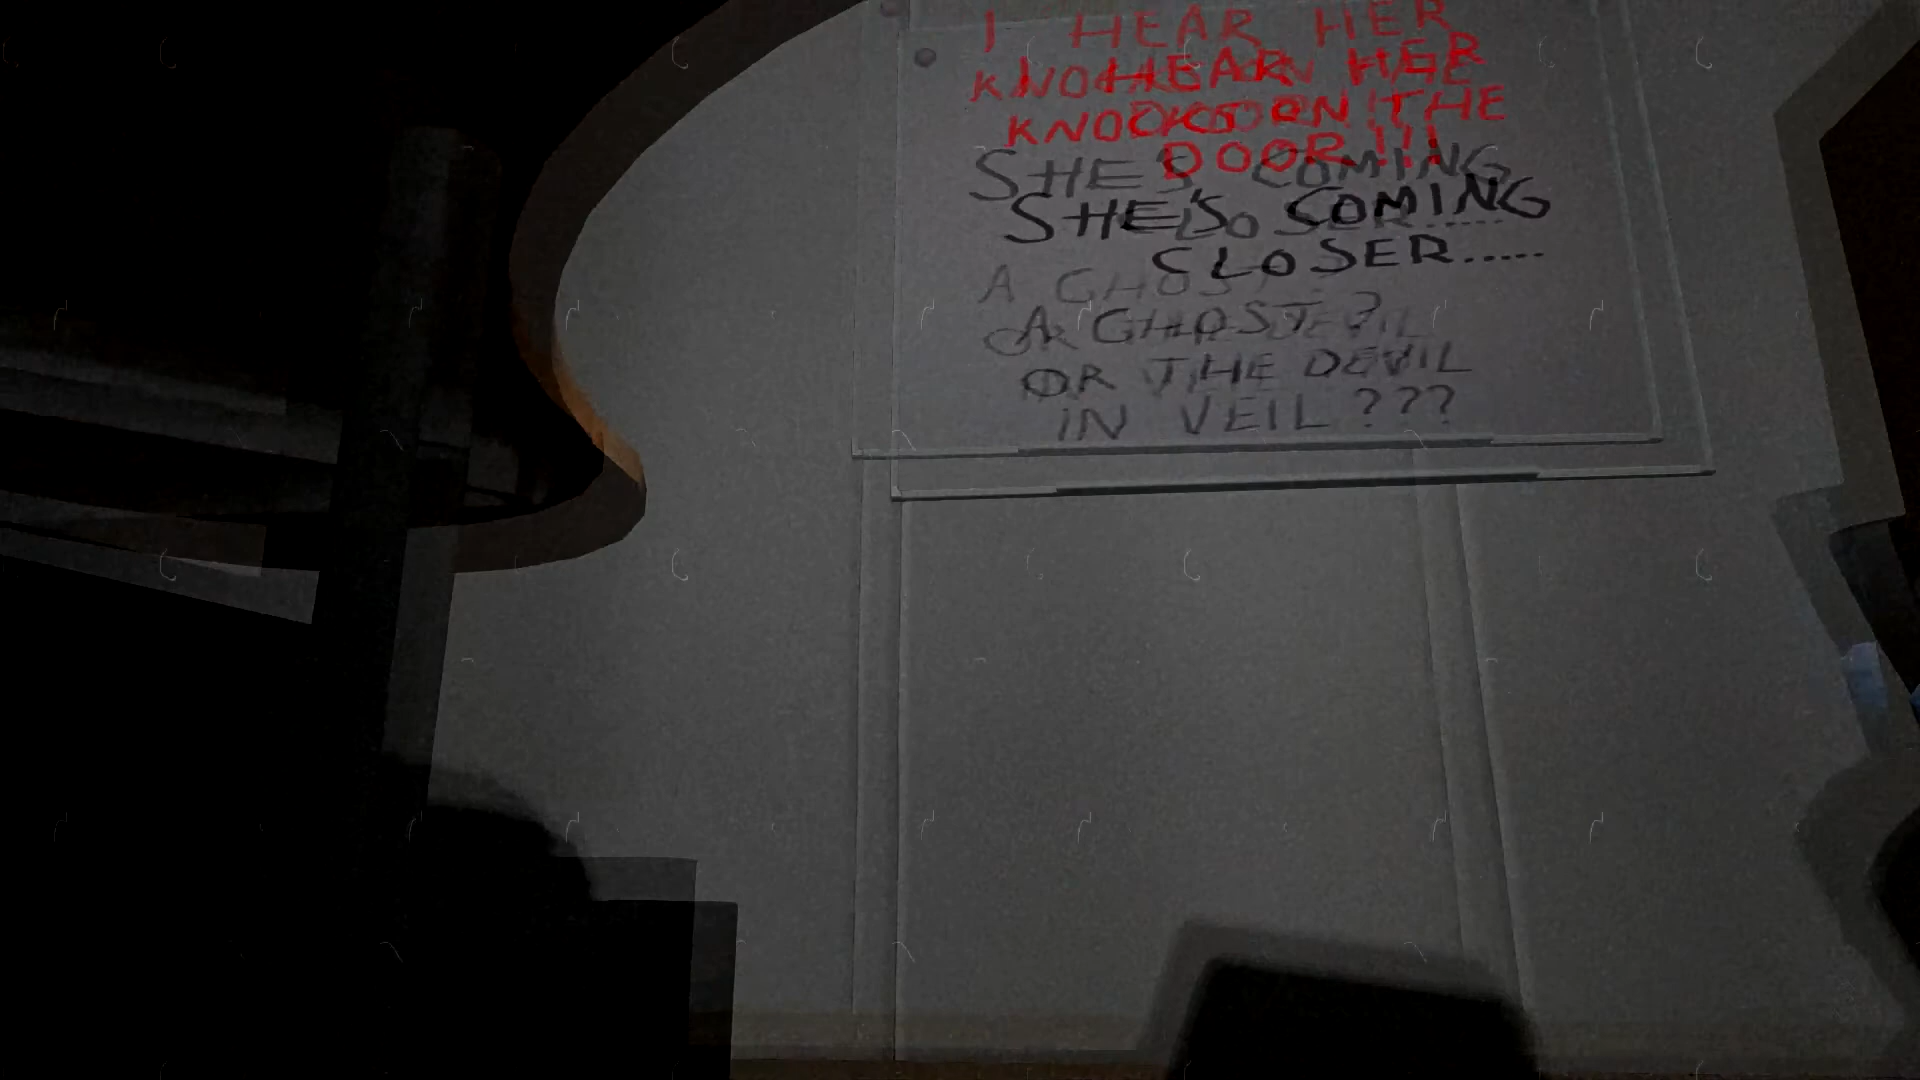 I HEAR HER
KNOCK ON THE
DOOR!!!
SHE'S COMING
CLOSER.....
A GHOST?
OR THE DEVIL
IN VEIL???